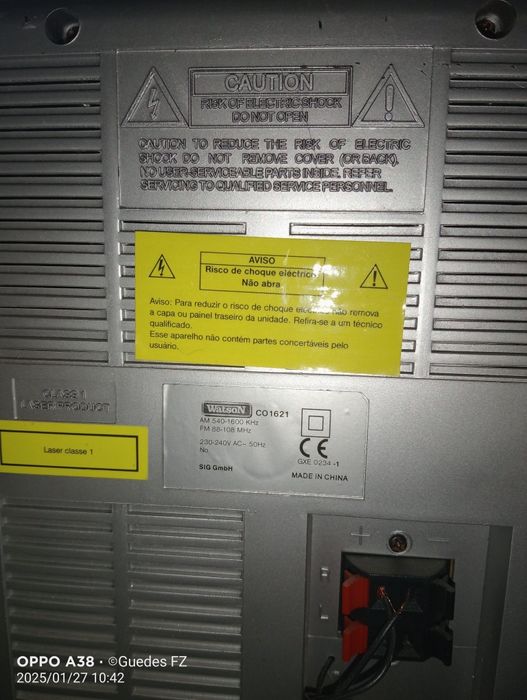 CAUTION
RISK OF ELECTRIC SHOCK
DO NOT OPEN
CAUTION TO REDUCE THE RISK OF ELECTRIC
SHOCK DO NOT REMOVE COVER (OR BACK).
NO USER-SERVICEABLE PARTS INSIDE. REFER
SERVICING TO QUALIFIED SERVICE PERSONNEL.
AVISO
Risco de choque eléctrico
Não abra
Aviso: Para reduzir o risco de choque eléctrico não remova
a capa ou painel traseiro da unidade. Refira-se a um técnico
qualificado.
Esse aparelho não contém partes concertáveis pelo
usuário.
CLASS 1
LASER PRODUCT
Laser classe 1
WatsoN CO1621
AM 540-1600 KHz
FM 88-108 MHz
230-240V AC~ 50Hz
No.
SIG GmbH
CE
GXE 0234 -1
MADE IN CHINA
+ −
R
L
OPPO A38 · ©Guedes FZ
2025/01/27 10:42